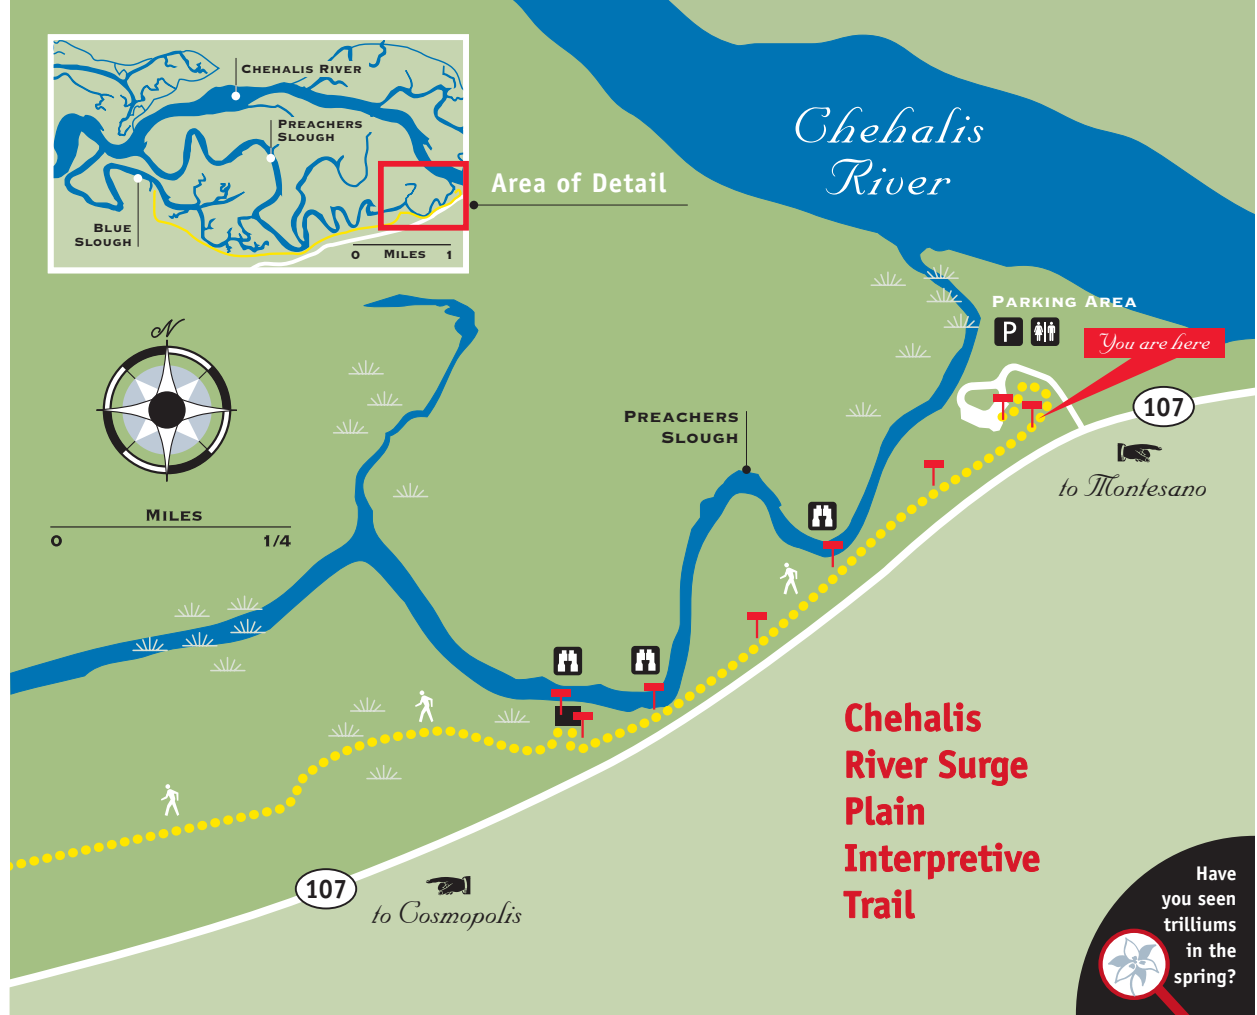 CHEHALIS RIVER
PREACHERS
SLOUGH
BLUE
SLOUGH
0 MILES 1
Area of Detail
Chehalis
River
N
MILES
0 1/4
PARKING AREA
P
You are here
107
to Montesano
PREACHERS
SLOUGH
Chehalis
River Surge
Plain
Interpretive
Trail
107
to Cosmopolis
Have
you seen
trilliums
in the
spring?